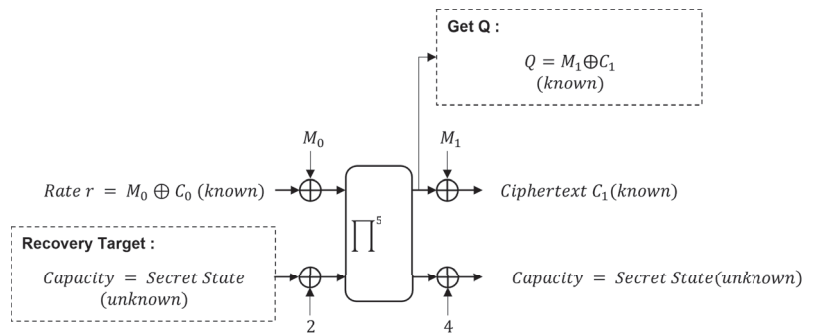 Get Q :
Q = M₁⊕C₁
(known)
M₀
M₁
Rate r = M₀ ⊕ C₀ (known)
Ciphertext C₁(known)
∏⁵
Recovery Target :
Capacity = Secret State
(unknown)
Capacity = Secret State(unknown)
2
4